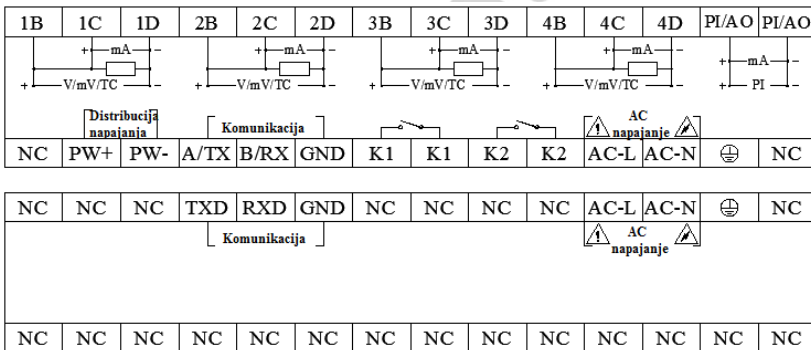 1B 1C 1D 2B 2C 2D 3B 3C 3D 4B 4C 4D PI/AO PI/AO
+ mA - + mA - + mA - + mA - + mA -
+ V/mV/TC - + V/mV/TC - + V/mV/TC - + V/mV/TC - + PI -
Distribucija
napajanja
Komunikacija
AC
napajanje
NC PW+ PW- A/TX B/RX GND K1 K1 K2 K2 AC-L AC-N NC
NC NC NC TXD RXD GND NC NC NC NC AC-L AC-N NC
Komunikacija
AC
napajanje
NC NC NC NC NC NC NC NC NC NC NC NC NC NC